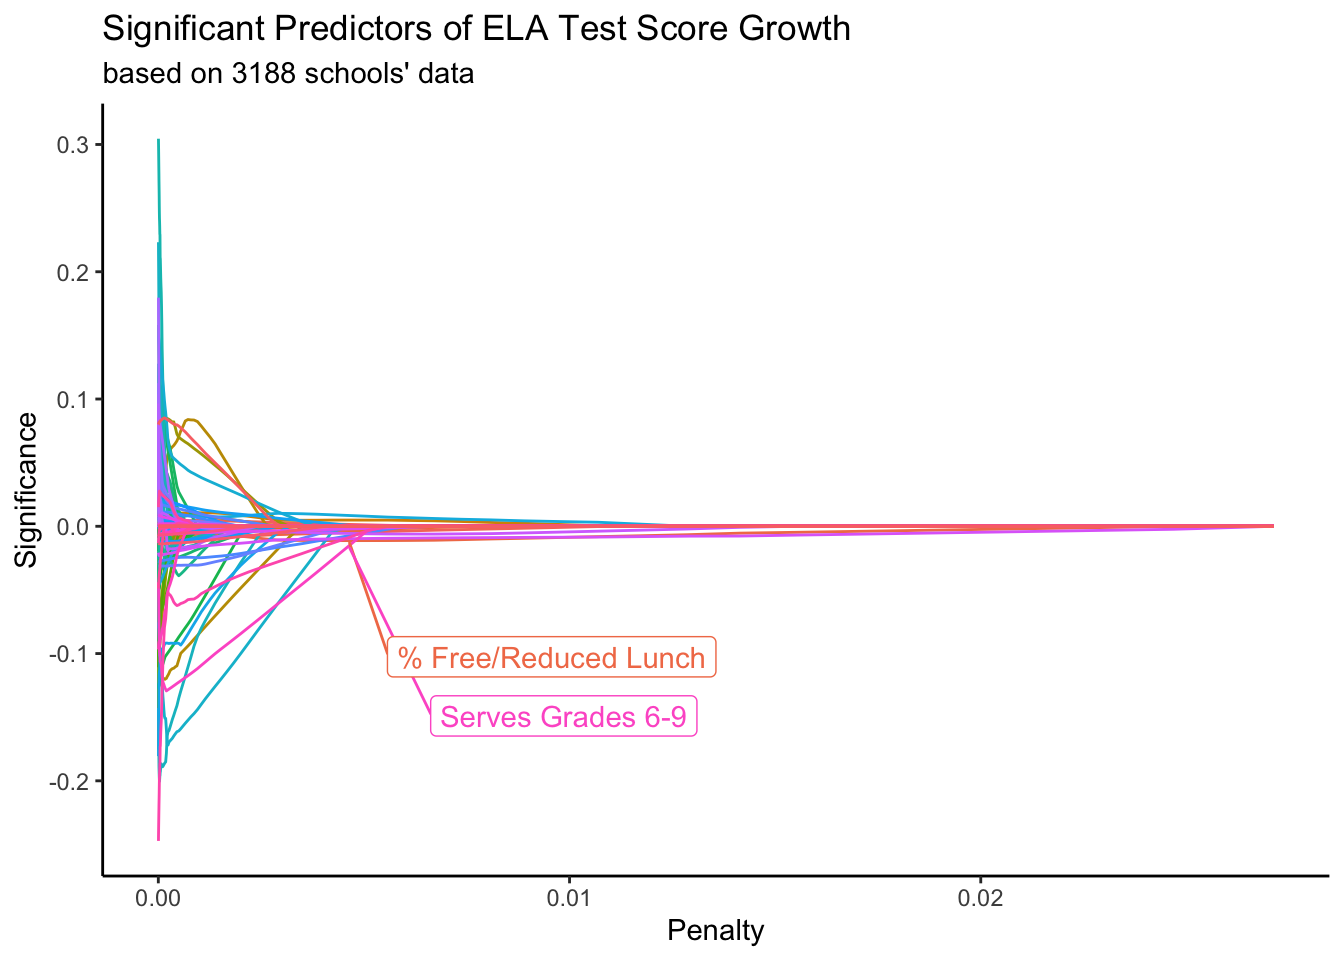 Significant Predictors of ELA Test Score Growth
based on 3188 schools' data
0.3
0.2
0.1
0.0
-0.1
-0.2
Significance
% Free/Reduced Lunch
Serves Grades 6-9
0.00
0.01
0.02
Penalty